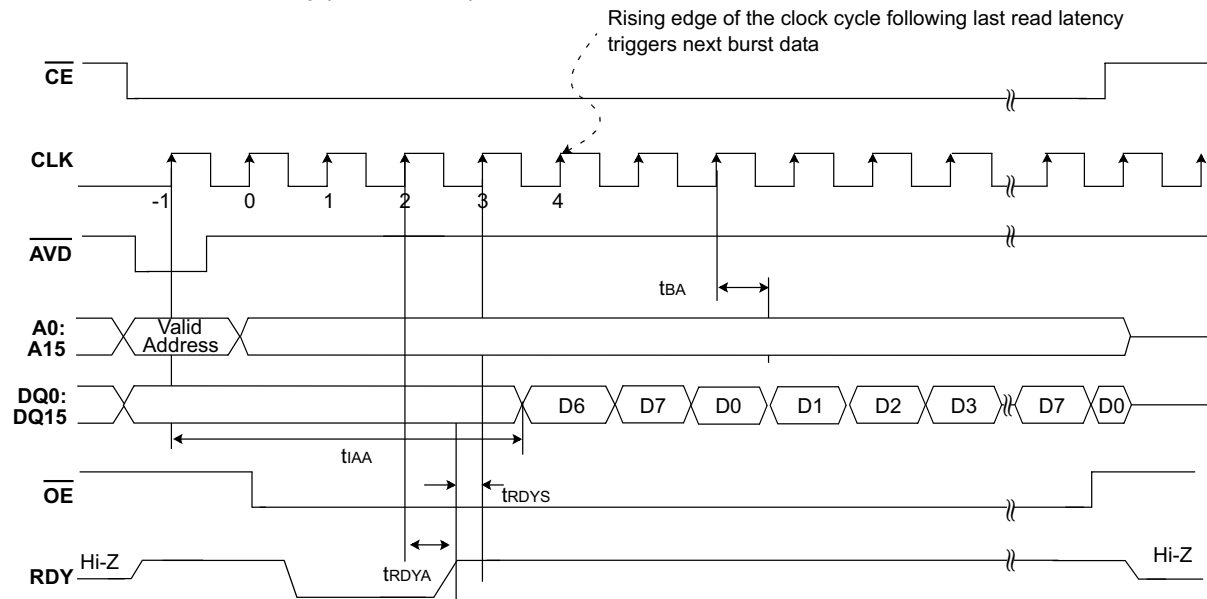 Rising edge of the clock cycle following last read latency
triggers next burst data
CE
CLK
-1 0 1 2 3 4
AVD
tBA
A0:
A15
Valid
Address
DQ0:
DQ15
D6 D7 D0 D1 D2 D3 D7 D0
tIAA
OE
tRDYS
Hi-Z
RDY
tRDYA
Hi-Z